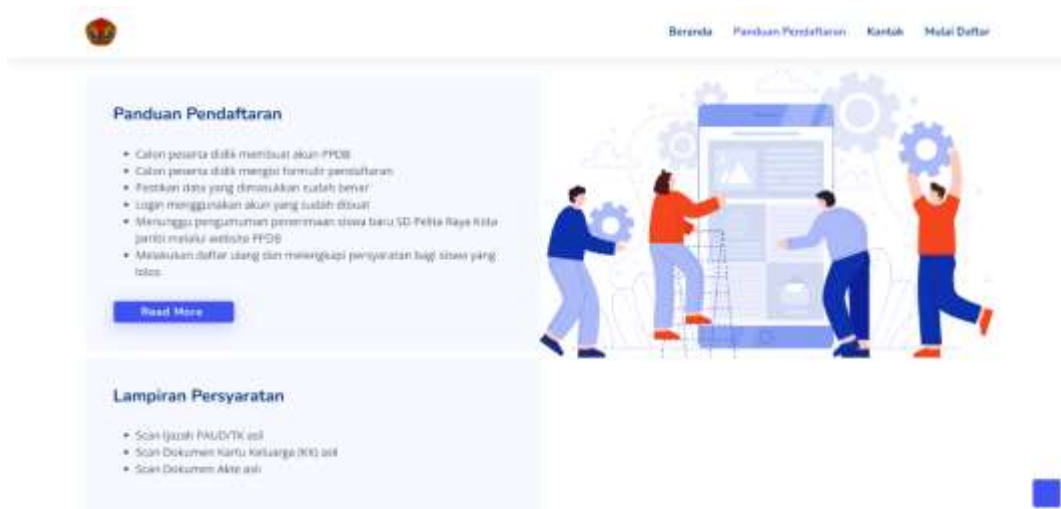 Beranda Panduan Pendaftaran Kontak Mulai Daftar
Panduan Pendaftaran
Calon peserta didik membuat akun PPDB
Calon peserta didik mengisi formulir pendaftaran
Pastikan data yang dimasukkan sudah benar
Login menggunakan akun yang sudah dibuat
Menunggu pengumuman penerimaan siswa baru SD Pelita Raya Kota
jambi melalui website PPDB
Melakukan daftar ulang dan melengkapi persyaratan bagi siswa yang
lolos
Read More
Lampiran Persyaratan
Scan Ijazah PAUD/TK asli
Scan Dokumen Kartu Keluarga (KK) asli
Scan Dokumen Akte asli